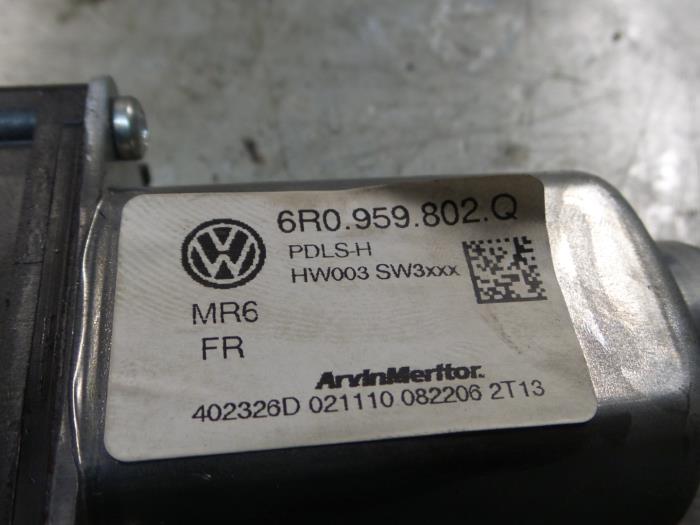 6R0.959.802.Q
PDLS-H
HW003 SW3xxx
MR6
FR
ArvinMeritor.
402326D 021110 082206 2T13